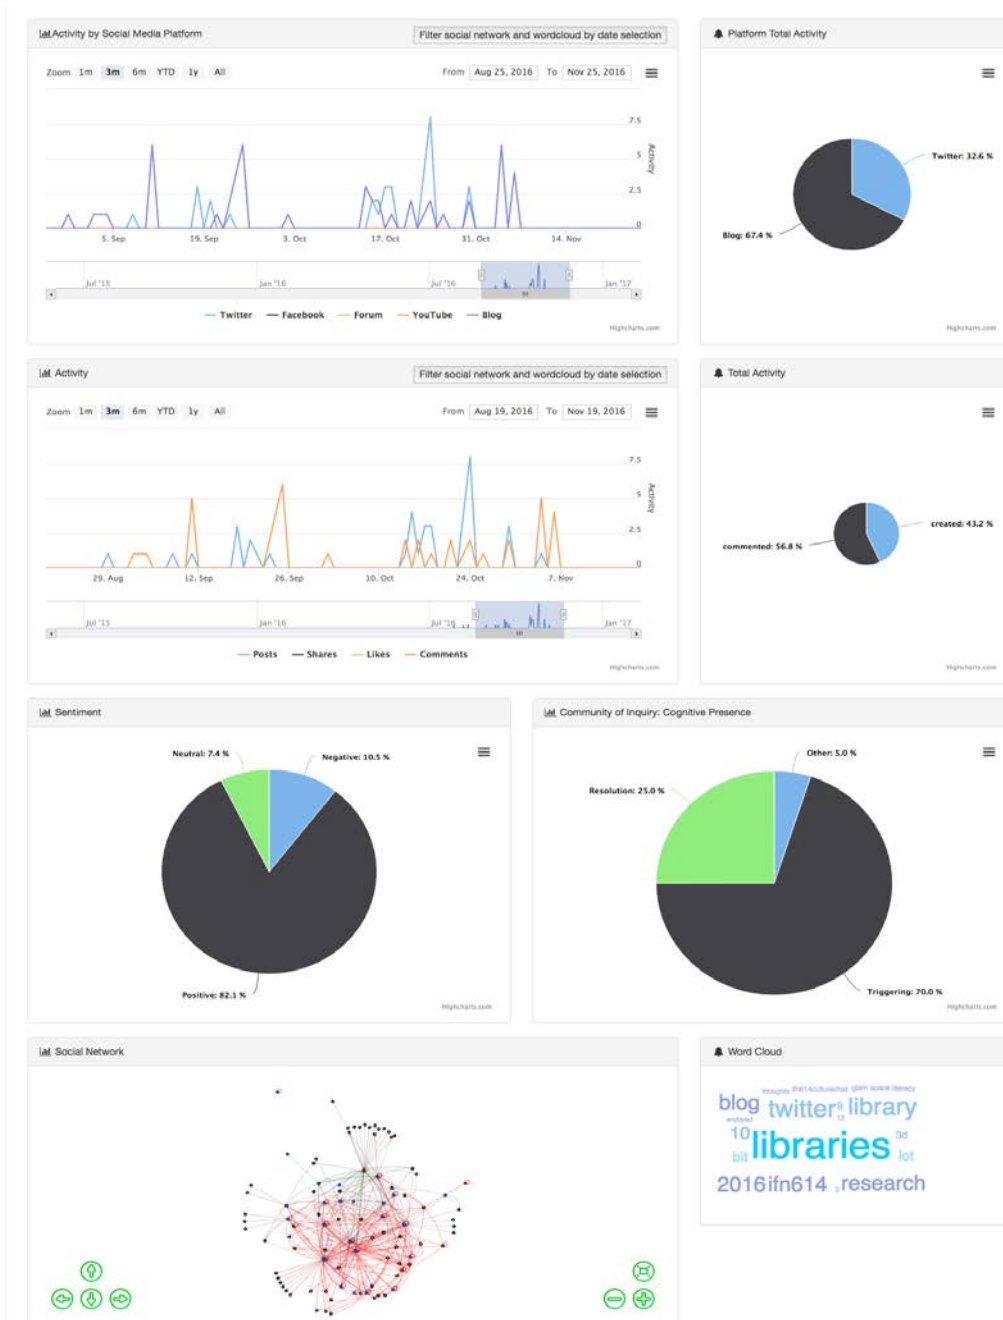 Activity by Social Media Platform
Filter social network and wordcloud by date selection
Zoom 1m 3m 6m YTD 1y All
From Aug 25, 2016 To Nov 25, 2016
7.5
5
2.5
0
Activity
5. Sep 19. Sep 3. Oct 17. Oct 31. Oct 14. Nov
Jul '15 Jan '16 Jul '16 Jan '17
Twitter Facebook Forum YouTube Blog
Highcharts.com
Platform Total Activity
Twitter: 32.6 %
Blog: 67.4 %
Highcharts.com
Activity
Filter social network and wordcloud by date selection
Zoom 1m 3m 6m YTD 1y All
From Aug 19, 2016 To Nov 19, 2016
7.5
5
2.5
0
Activity
29. Aug 12. Sep 26. Sep 10. Oct 24. Oct 7. Nov
Jul '15 Jan '16 Jul '16 Jan '17
Posts Shares Likes Comments
Highcharts.com
Total Activity
created: 43.2 %
commented: 56.8 %
Highcharts.com
Sentiment
Neutral: 7.4 %
Negative: 10.5 %
Positive: 82.1 %
Highcharts.com
Community of Inquiry: Cognitive Presence
Other: 5.0 %
Resolution: 25.0 %
Triggering: 70.0 %
Highcharts.com
Social Network
Word Cloud
thoughts glam space literacy
blog twitter library
enjoyed
10 libraries 3d
bit lot
2016 ifn614 research